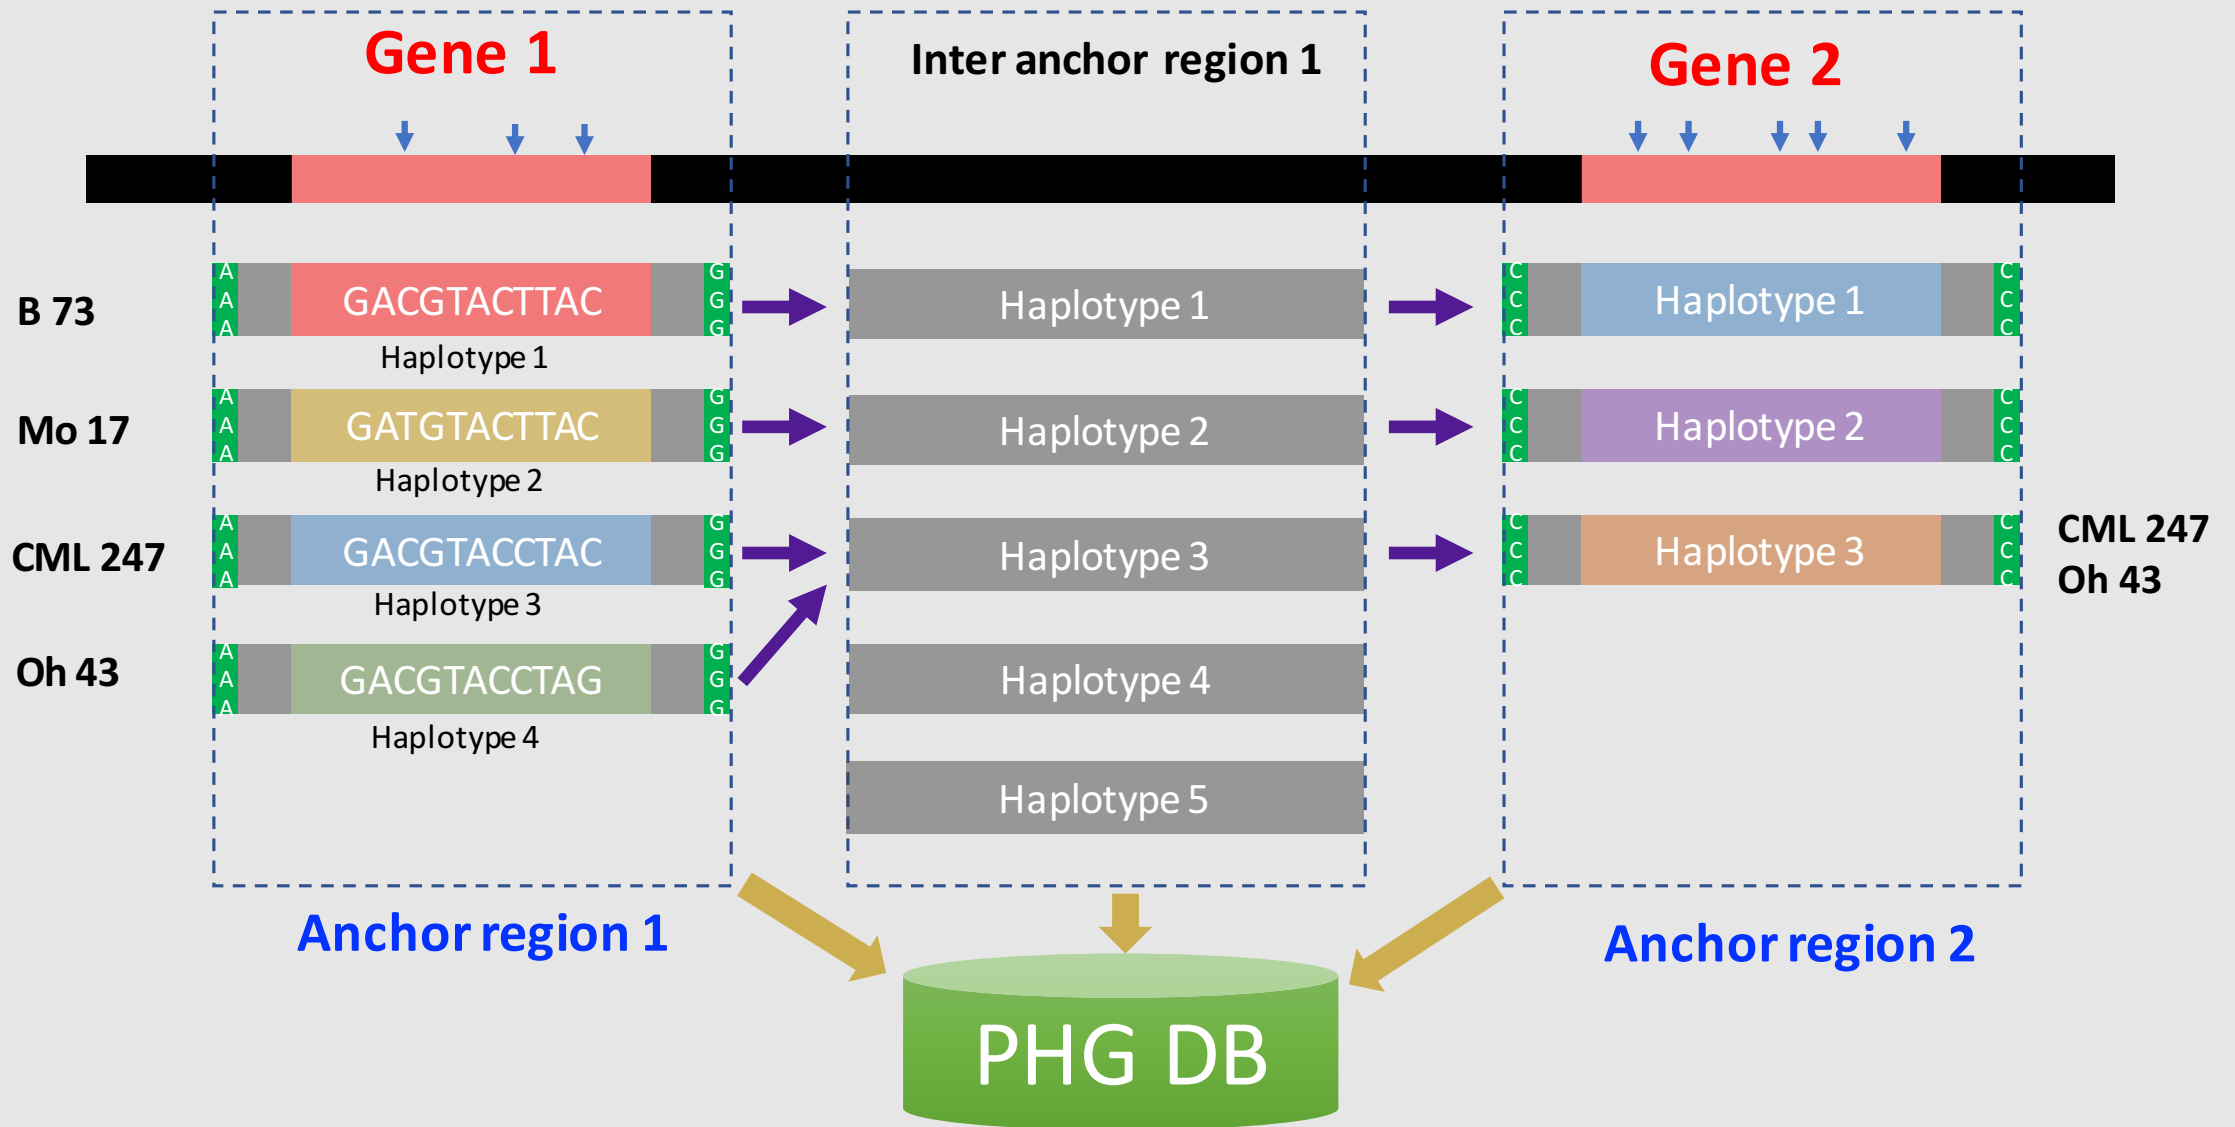 Gene 1
Inter anchor region 1
Gene 2
B 73
A
A
A
GACGTACTTAC
G
G
G
Haplotype 1
Haplotype 1
C
C
C
Haplotype 1
C
C
C
Mo 17
A
A
A
GATGTACTTAC
G
G
G
Haplotype 2
Haplotype 2
C
C
C
Haplotype 2
C
C
C
CML 247
A
A
A
GACGTACCTAC
G
G
G
Haplotype 3
Haplotype 3
C
C
C
Haplotype 3
C
C
C
CML 247
Oh 43
Oh 43
A
A
A
GACGTACCTAG
G
G
G
Haplotype 4
Haplotype 4
Haplotype 5
Anchor region 1
Anchor region 2
PHG DB